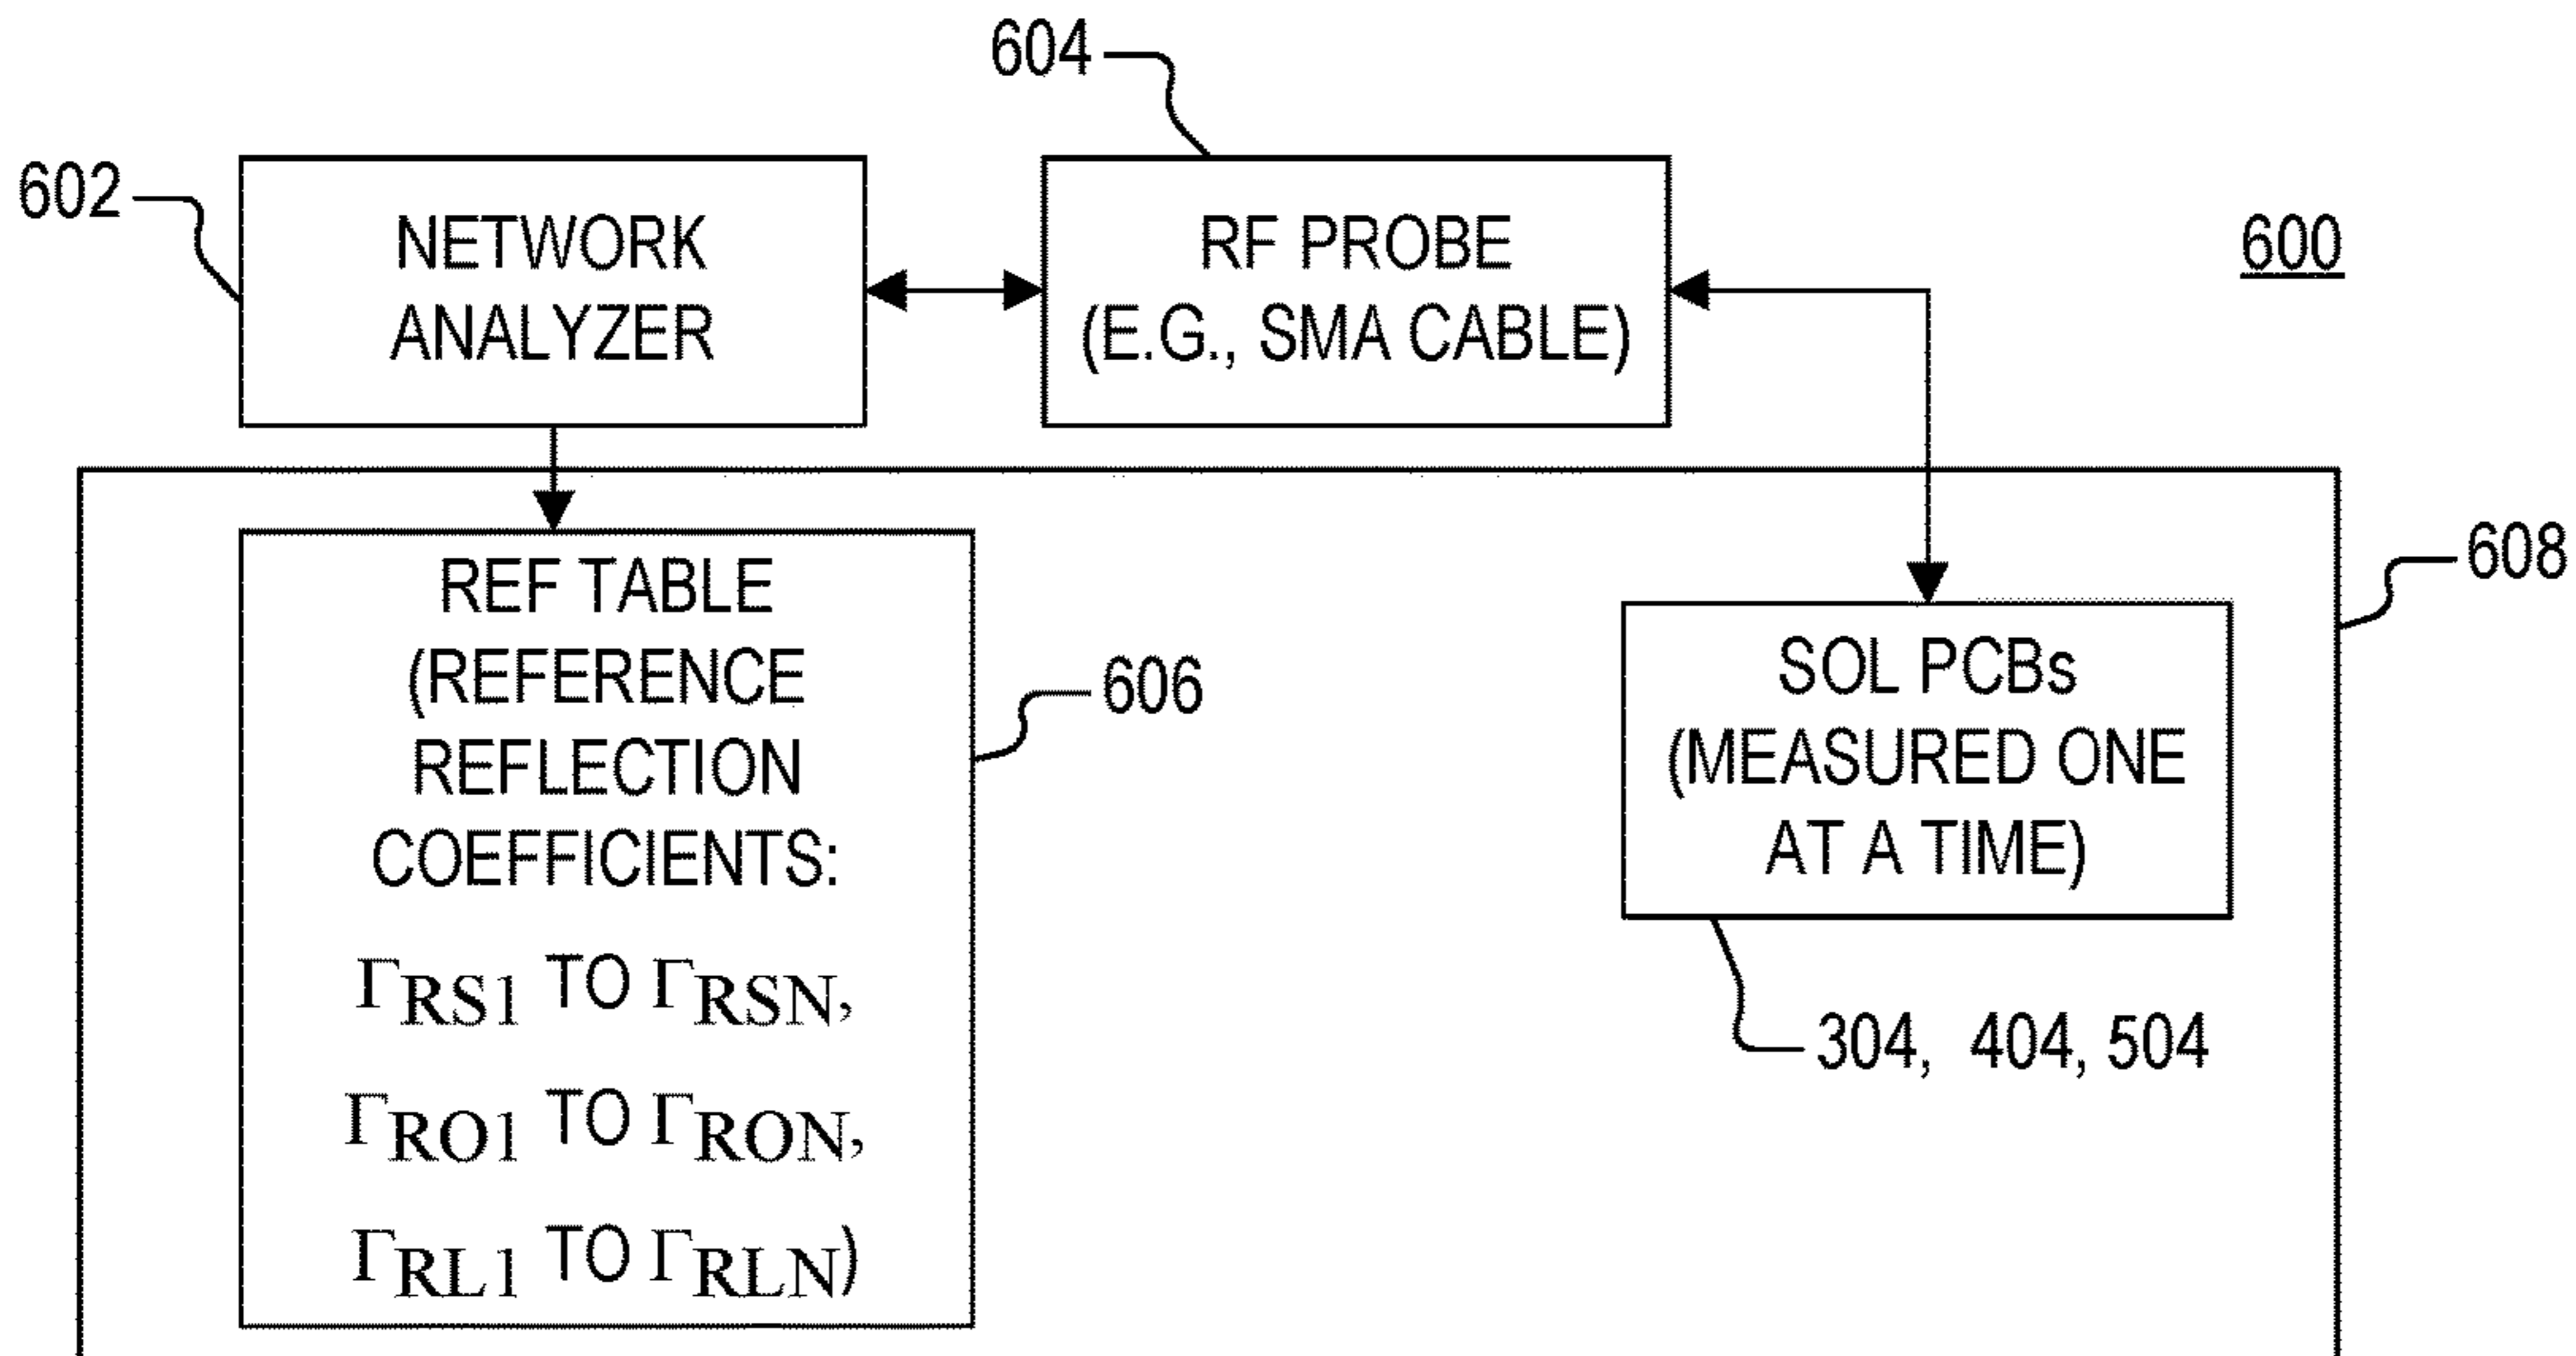 604
602
NETWORK
ANALYZER
RF PROBE
(E.G., SMA CABLE)
600
REF TABLE
(REFERENCE
REFLECTION
COEFFICIENTS:
ΓRS1 TO ΓRSN,
ΓRO1 TO ΓRON,
ΓRL1 TO ΓRLN)
606
SOL PCBs
(MEASURED ONE
AT A TIME)
608
304, 404, 504